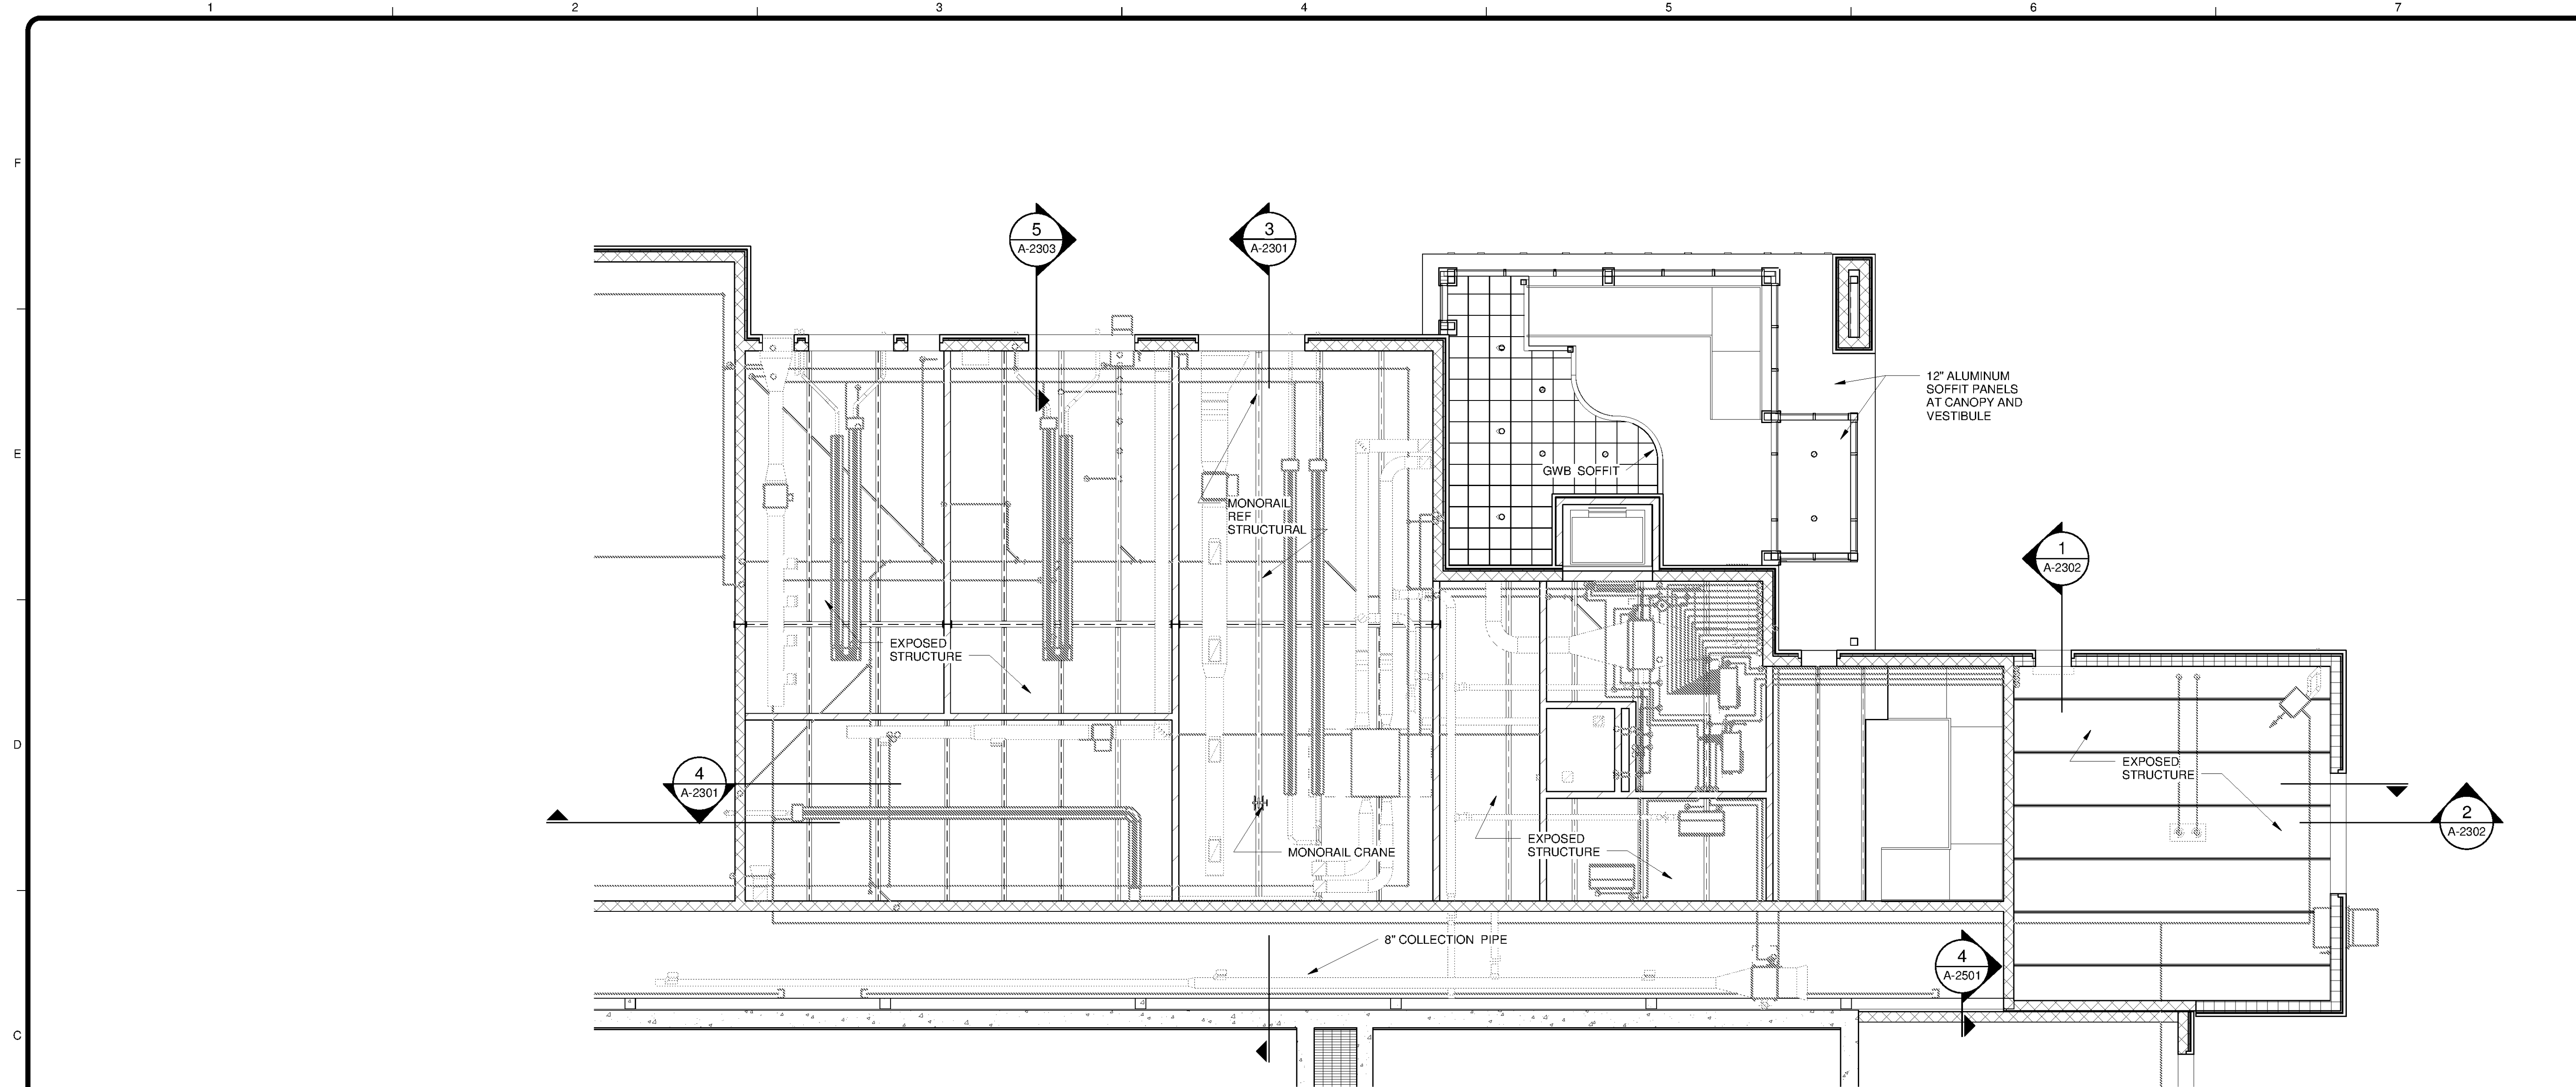 1 2 3 4 5 6 7
F
5
A-2303
3
A-2301
12" ALUMINUM
SOFFIT PANELS
AT CANOPY AND
VESTIBULE
E
GWB SOFFIT
MONORAIL
REF
STRUCTURAL
1
A-2302
EXPOSED
STRUCTURE
D
4
A-2301
EXPOSED
STRUCTURE
2
A-2302
EXPOSED
STRUCTURE
MONORAIL CRANE
8" COLLECTION PIPE
4
A-2501
C